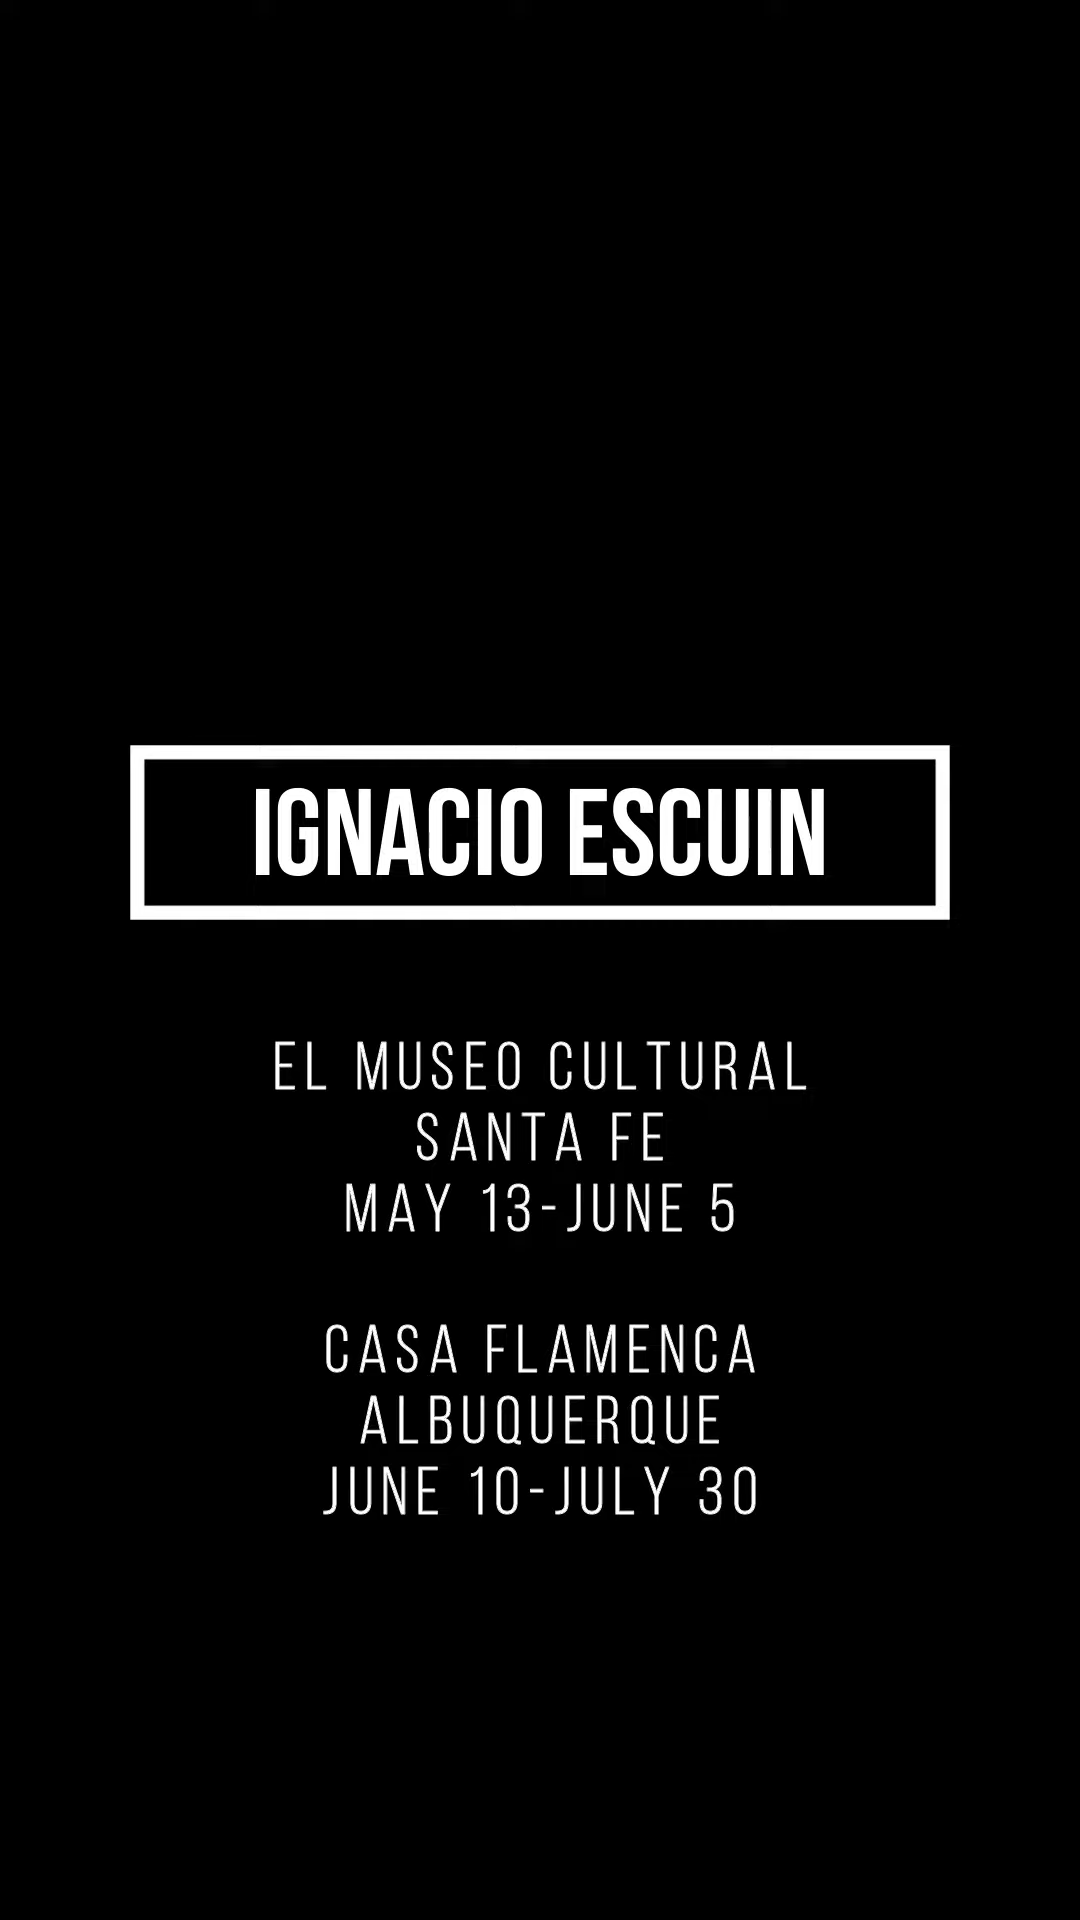 IGNACIO ESCUIN
EL MUSEO CULTURAL
SANTA FE
MAY 13-JUNE 5
CASA FLAMENCA
ALBUQUERQUE
JUNE 10-JULY 30